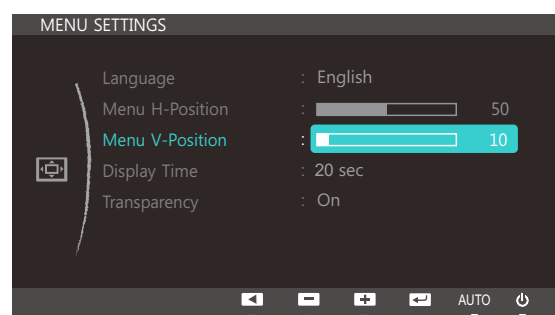 MENU SETTINGS
Language : English
Menu H-Position : 50
Menu V-Position : 10
Display Time : 20 sec
Transparency : On
AUTO